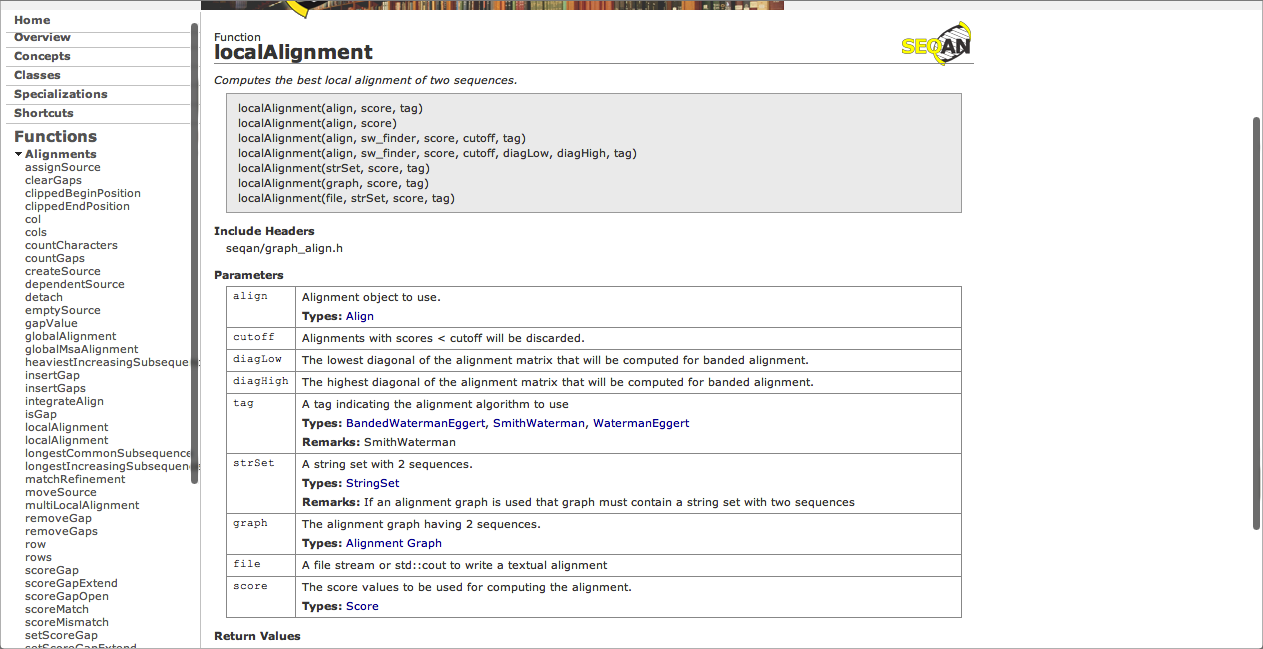 Home
Overview
Concepts
Classes
Specializations
Shortcuts
Functions
Alignments
assignSource
clearGaps
clippedBeginPosition
clippedEndPosition
col
cols
countCharacters
countGaps
createSource
dependentSource
detach
emptySource
gapValue
globalAlignment
globalMsaAlignment
heaviestIncreasingSubsequenc
insertGap
insertGaps
integrateAlign
isGap
localAlignment
localAlignment
longestCommonSubsequence
longestIncreasingSubsequenc
matchRefinement
moveSource
multiLocalAlignment
removeGap
removeGaps
row
rows
scoreGap
scoreGapExtend
scoreGapOpen
scoreMatch
scoreMismatch
setScoreGap
setScoreGapExtend
Function
localAlignment
SEQAN
Computes the best local alignment of two sequences.
localAlignment(align, score, tag)
localAlignment(align, score)
localAlignment(align, sw_finder, score, cutoff, tag)
localAlignment(align, sw_finder, score, cutoff, diagLow, diagHigh, tag)
localAlignment(strSet, score, tag)
localAlignment(graph, score, tag)
localAlignment(file, strSet, score, tag)
Include Headers
seqan/graph_align.h
Parameters
align Alignment object to use.
Types: Align
cutoff Alignments with scores < cutoff will be discarded.
diagLow The lowest diagonal of the alignment matrix that will be computed for banded alignment.
diagHigh The highest diagonal of the alignment matrix that will be computed for banded alignment.
tag A tag indicating the alignment algorithm to use
Types: BandedWatermanEggert, SmithWaterman, WatermanEggert
Remarks: SmithWaterman
strSet A string set with 2 sequences.
Types: StringSet
Remarks: If an alignment graph is used that graph must contain a string set with two sequences
graph The alignment graph having 2 sequences.
Types: Alignment Graph
file A file stream or std::cout to write a textual alignment
score The score values to be used for computing the alignment.
Types: Score
Return Values